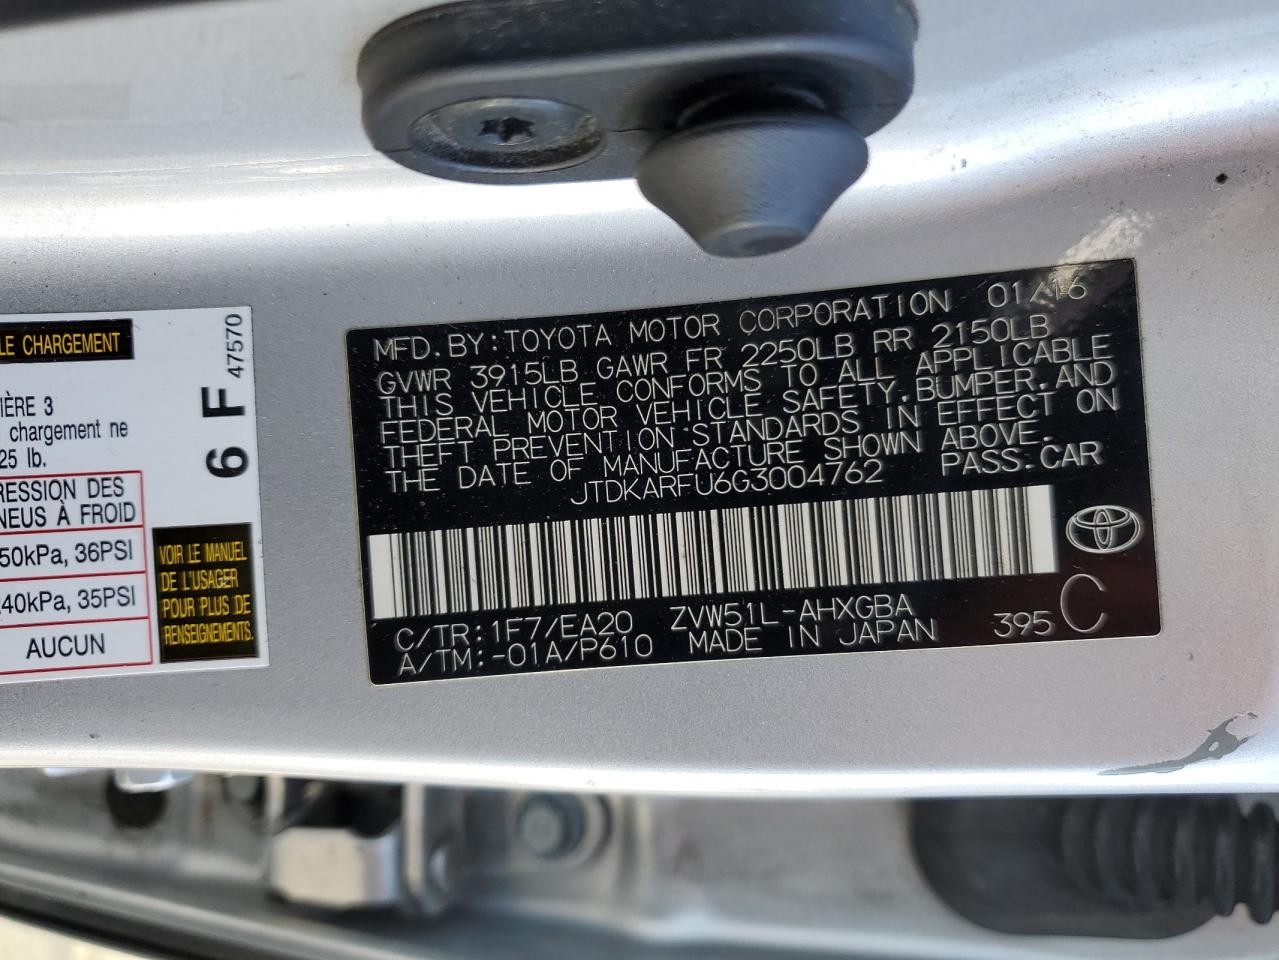 LE CHARGEMENT
IÈRE 3
chargement ne
25 lb.
RESSION DES
NEUS À FROID
50kPa, 36PSI
40kPa, 35PSI
AUCUN
6 F 47570
VOIR LE MANUEL
DE L'USAGER
POUR PLUS DE
RENSEIGNEMENTS.
MFD. BY: TOYOTA MOTOR CORPORATION 01/16
GVWR 3915LB GAWR FR 2250LB RR 2150LB
THIS VEHICLE CONFORMS TO ALL APPLICABLE
FEDERAL MOTOR VEHICLE SAFETY, BUMPER, AND
THEFT PREVENTION STANDARDS IN EFFECT ON
THE DATE OF MANUFACTURE SHOWN ABOVE.
JTDKARFU6G3004762 PASS. CAR
C/TR: 1F7/EA20 ZVW51L-AHXGBA
A/TM: -01A/P610 MADE IN JAPAN 395 C